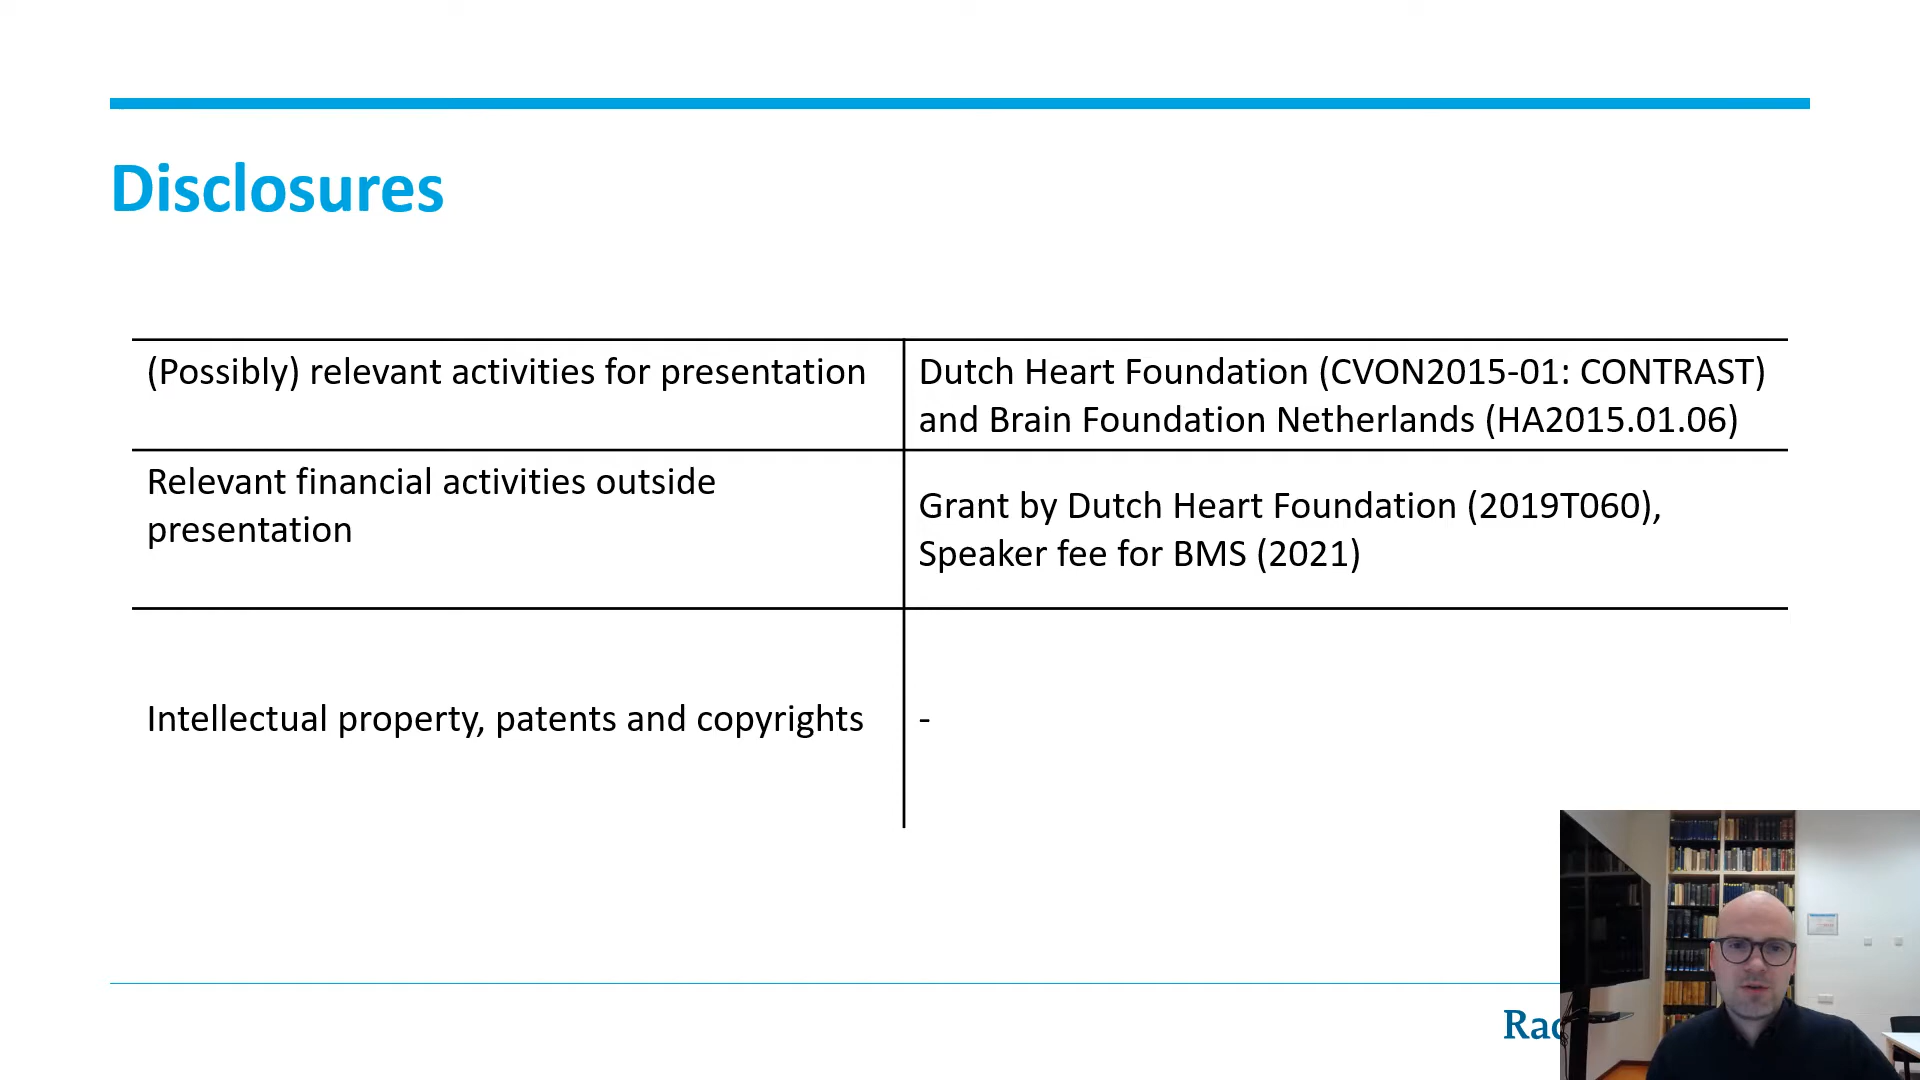 Disclosures
(Possibly) relevant activities for presentation
Dutch Heart Foundation (CVON2015-01: CONTRAST)
and Brain Foundation Netherlands (HA2015.01.06)
Relevant financial activities outside
presentation
Grant by Dutch Heart Foundation (2019T060),
Speaker fee for BMS (2021)
Intellectual property, patents and copyrights
-